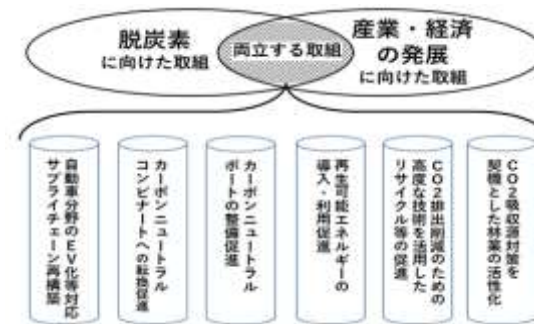 脱炭素
に向けた取組
両立する取組
産業・経済
の発展
に向けた取組
自動車分野のEV化等対応
サプライチェーン再構築
カーボンニュートラル
コンビナートへの転換促進
カーボンニュートラル
ポートの整備促進
再生可能エネルギーの
導入・利用促進
CO2排出削減のための
高度な技術を活用した
リサイクル等の促進
CO2吸収源対策を
契機とした林業の活性化